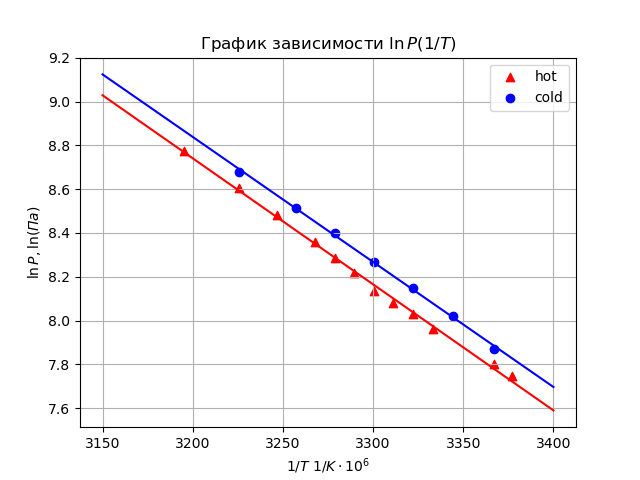 График зависимости ln P(1/T)
hot
cold
9.2
9.0
8.8
8.6
8.4
8.2
8.0
7.8
7.6
ln P, ln(Па)
3150 3200 3250 3300 3350 3400
1/T 1/K · 10⁶